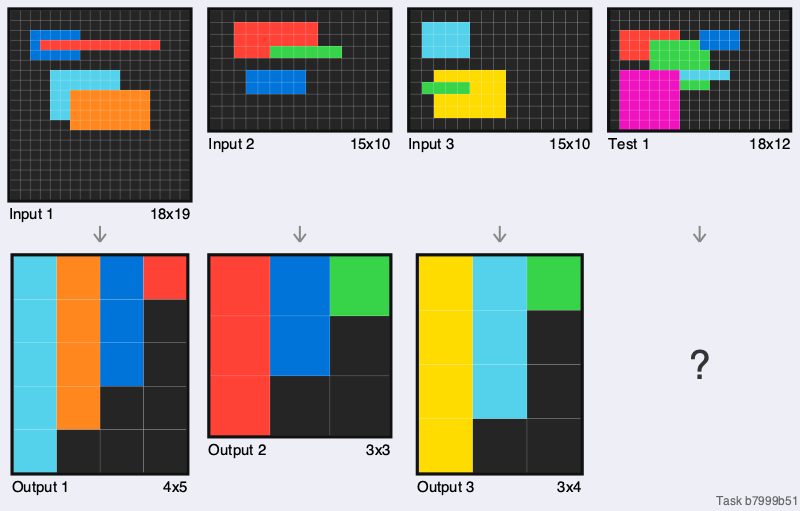 Input 1 18x19
Input 2 15x10
Input 3 15x10
Test 1 18x12
?
Output 1 4x5
Output 2 3x3
Output 3 3x4
Task b7999b51